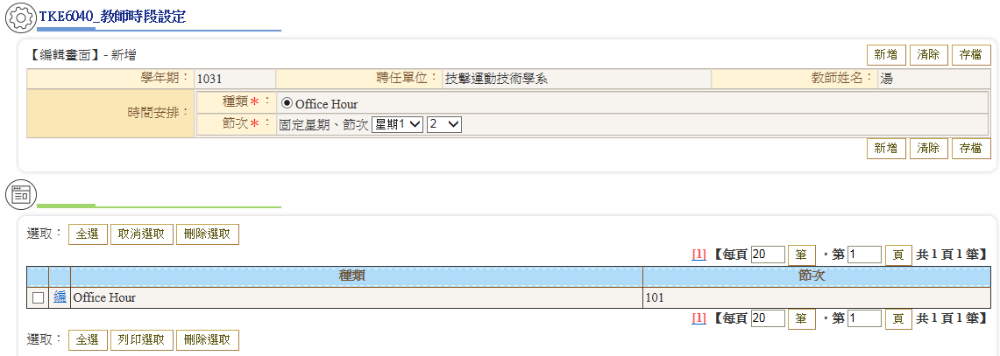 TKE6040_教師時段設定
【編輯畫面】- 新增 新增 清除 存檔
學年期： 1031 聘任單位： 技擊運動技術學系 教師姓名： 湯
時間安排： 種類＊： Office Hour
節次＊： 固定星期、節次 星期1 2
新增 清除 存檔
選取： 全選 取消選取 刪除選取
[1] 【每頁 20 筆 ，第 1 頁 共 1 頁 1 筆】
種類 節次
編 Office Hour 101
[1] 【每頁 20 筆 ，第 1 頁 共 1 頁 1 筆】
選取： 全選 列印選取 刪除選取